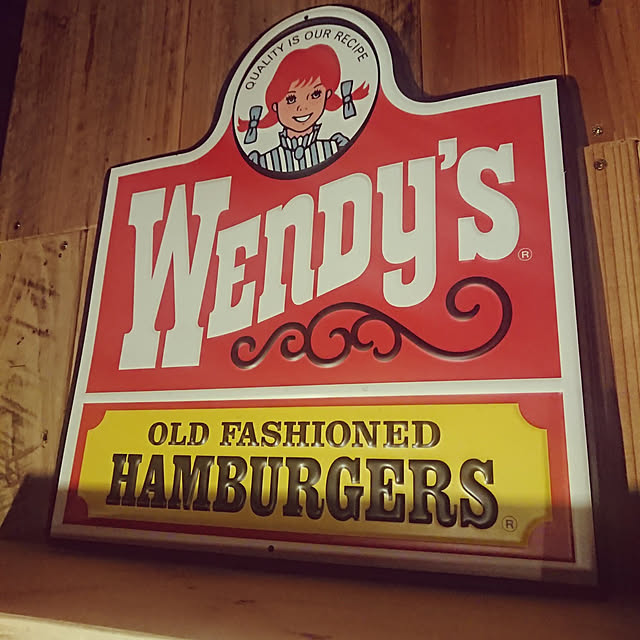 QUALITY IS OUR RECIPE
WENDY'S ®
OLD FASHIONED
HAMBURGERS ®